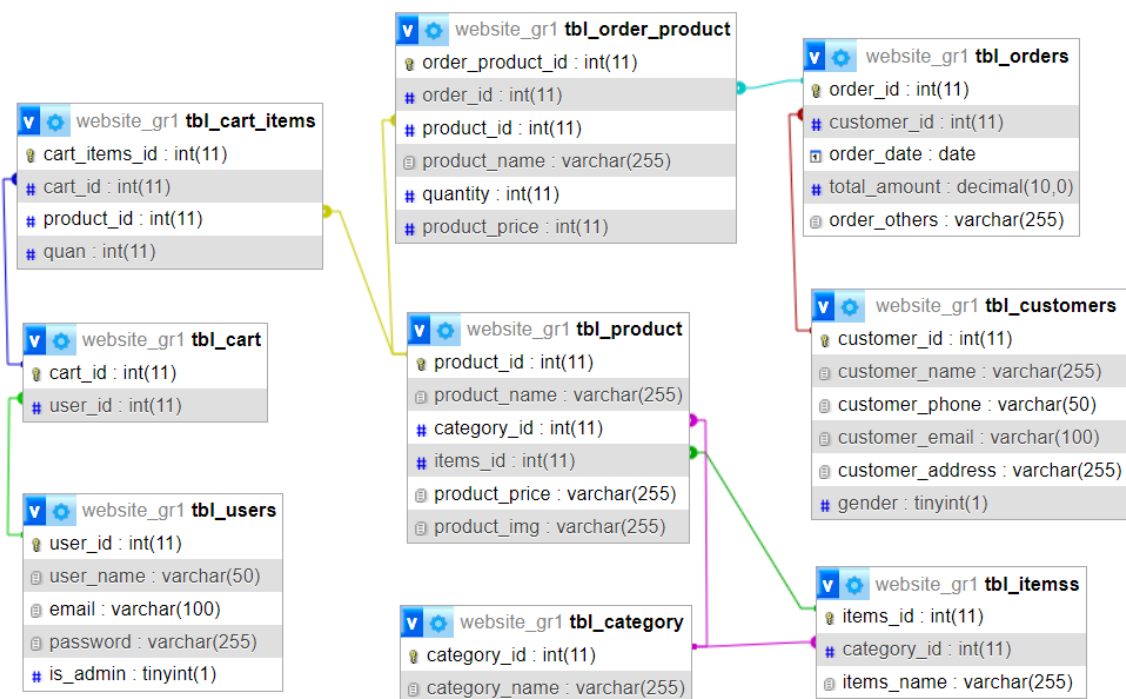 website_gr1 tbl_order_product
order_product_id : int(11)
order_id : int(11)
product_id : int(11)
product_name : varchar(255)
quantity : int(11)
product_price : int(11)
website_gr1 tbl_orders
order_id : int(11)
customer_id : int(11)
order_date : date
total_amount : decimal(10,0)
order_others : varchar(255)
website_gr1 tbl_cart_items
cart_items_id : int(11)
cart_id : int(11)
product_id : int(11)
quan : int(11)
website_gr1 tbl_customers
customer_id : int(11)
customer_name : varchar(255)
customer_phone : varchar(50)
customer_email : varchar(100)
customer_address : varchar(255)
gender : tinyint(1)
website_gr1 tbl_product
product_id : int(11)
product_name : varchar(255)
category_id : int(11)
items_id : int(11)
product_price : varchar(255)
product_img : varchar(255)
website_gr1 tbl_cart
cart_id : int(11)
user_id : int(11)
website_gr1 tbl_users
user_id : int(11)
user_name : varchar(50)
email : varchar(100)
password : varchar(255)
is_admin : tinyint(1)
website_gr1 tbl_category
category_id : int(11)
category_name : varchar(255)
website_gr1 tbl_itemss
items_id : int(11)
category_id : int(11)
items_name : varchar(255)